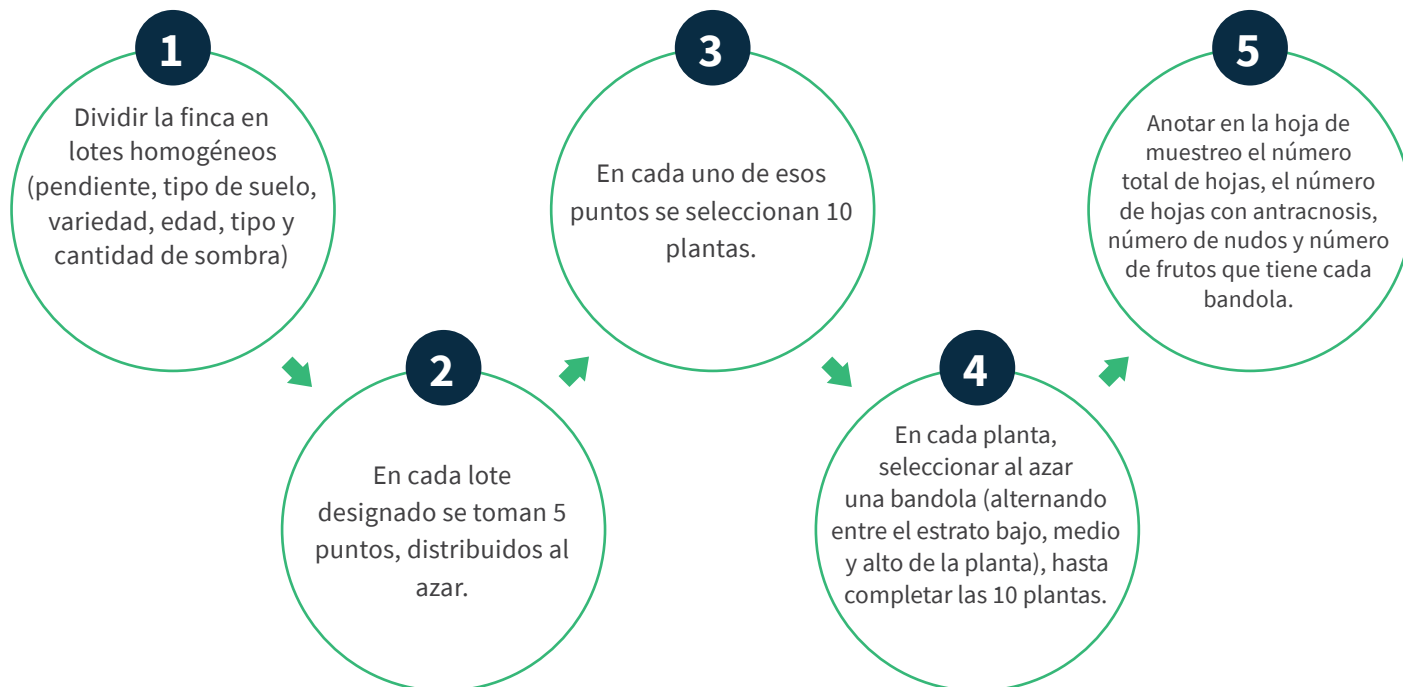 1
Dividir la finca en
lotes homogéneos
(pendiente, tipo de suelo,
variedad, edad, tipo y
cantidad de sombra)
2
En cada lote
designado se toman 5
puntos, distribuidos al
azar.
3
En cada uno de esos
puntos se seleccionan 10
plantas.
4
En cada planta,
seleccionar al azar
una bandola (alternando
entre el estrato bajo, medio
y alto de la planta), hasta
completar las 10 plantas.
5
Anotar en la hoja de
muestreo el número
total de hojas, el número
de hojas con antracnosis,
número de nudos y número
de frutos que tiene cada
bandola.